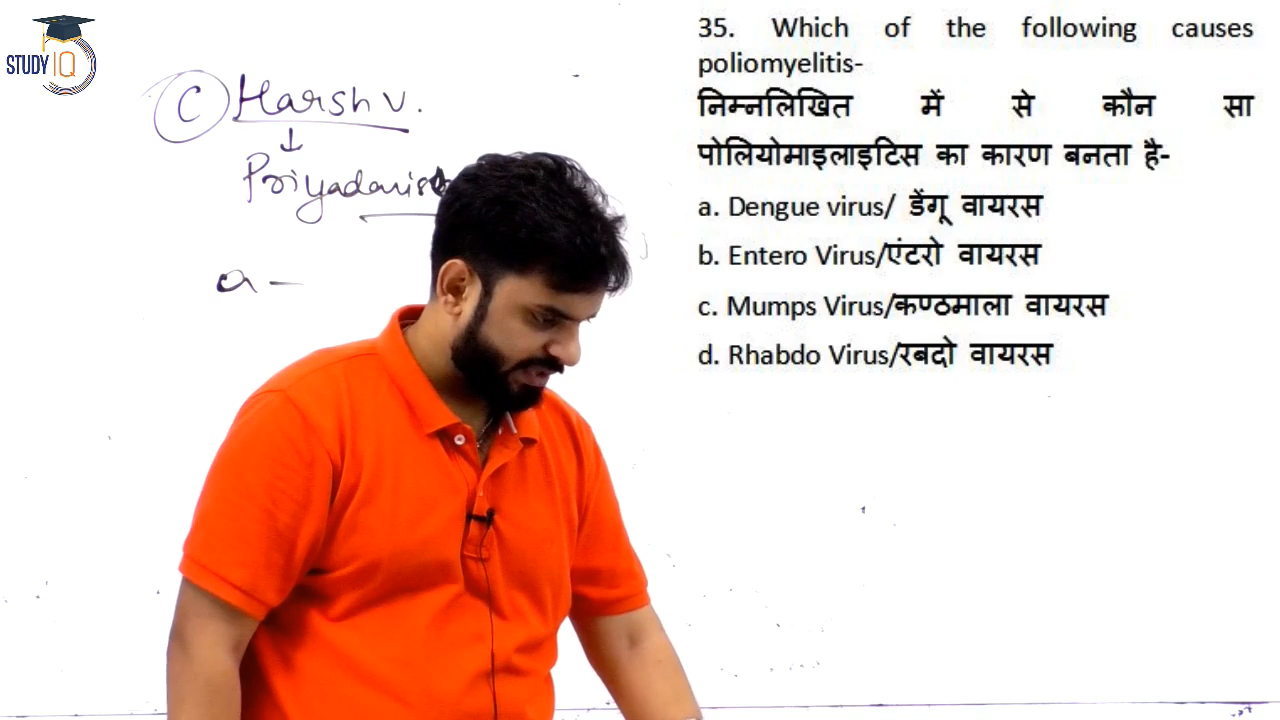 STUDY IQ
C Harsh V.
↓
a -
35. Which of the following causes
poliomyelitis-
निम्नलिखित में से कौन सा
पोलियोमाइलाइटिस का कारण बनता है-
a. Dengue virus/ डेंगू वायरस
b. Entero Virus/एंटरो वायरस
c. Mumps Virus/कण्ठमाला वायरस
d. Rhabdo Virus/रबदो वायरस